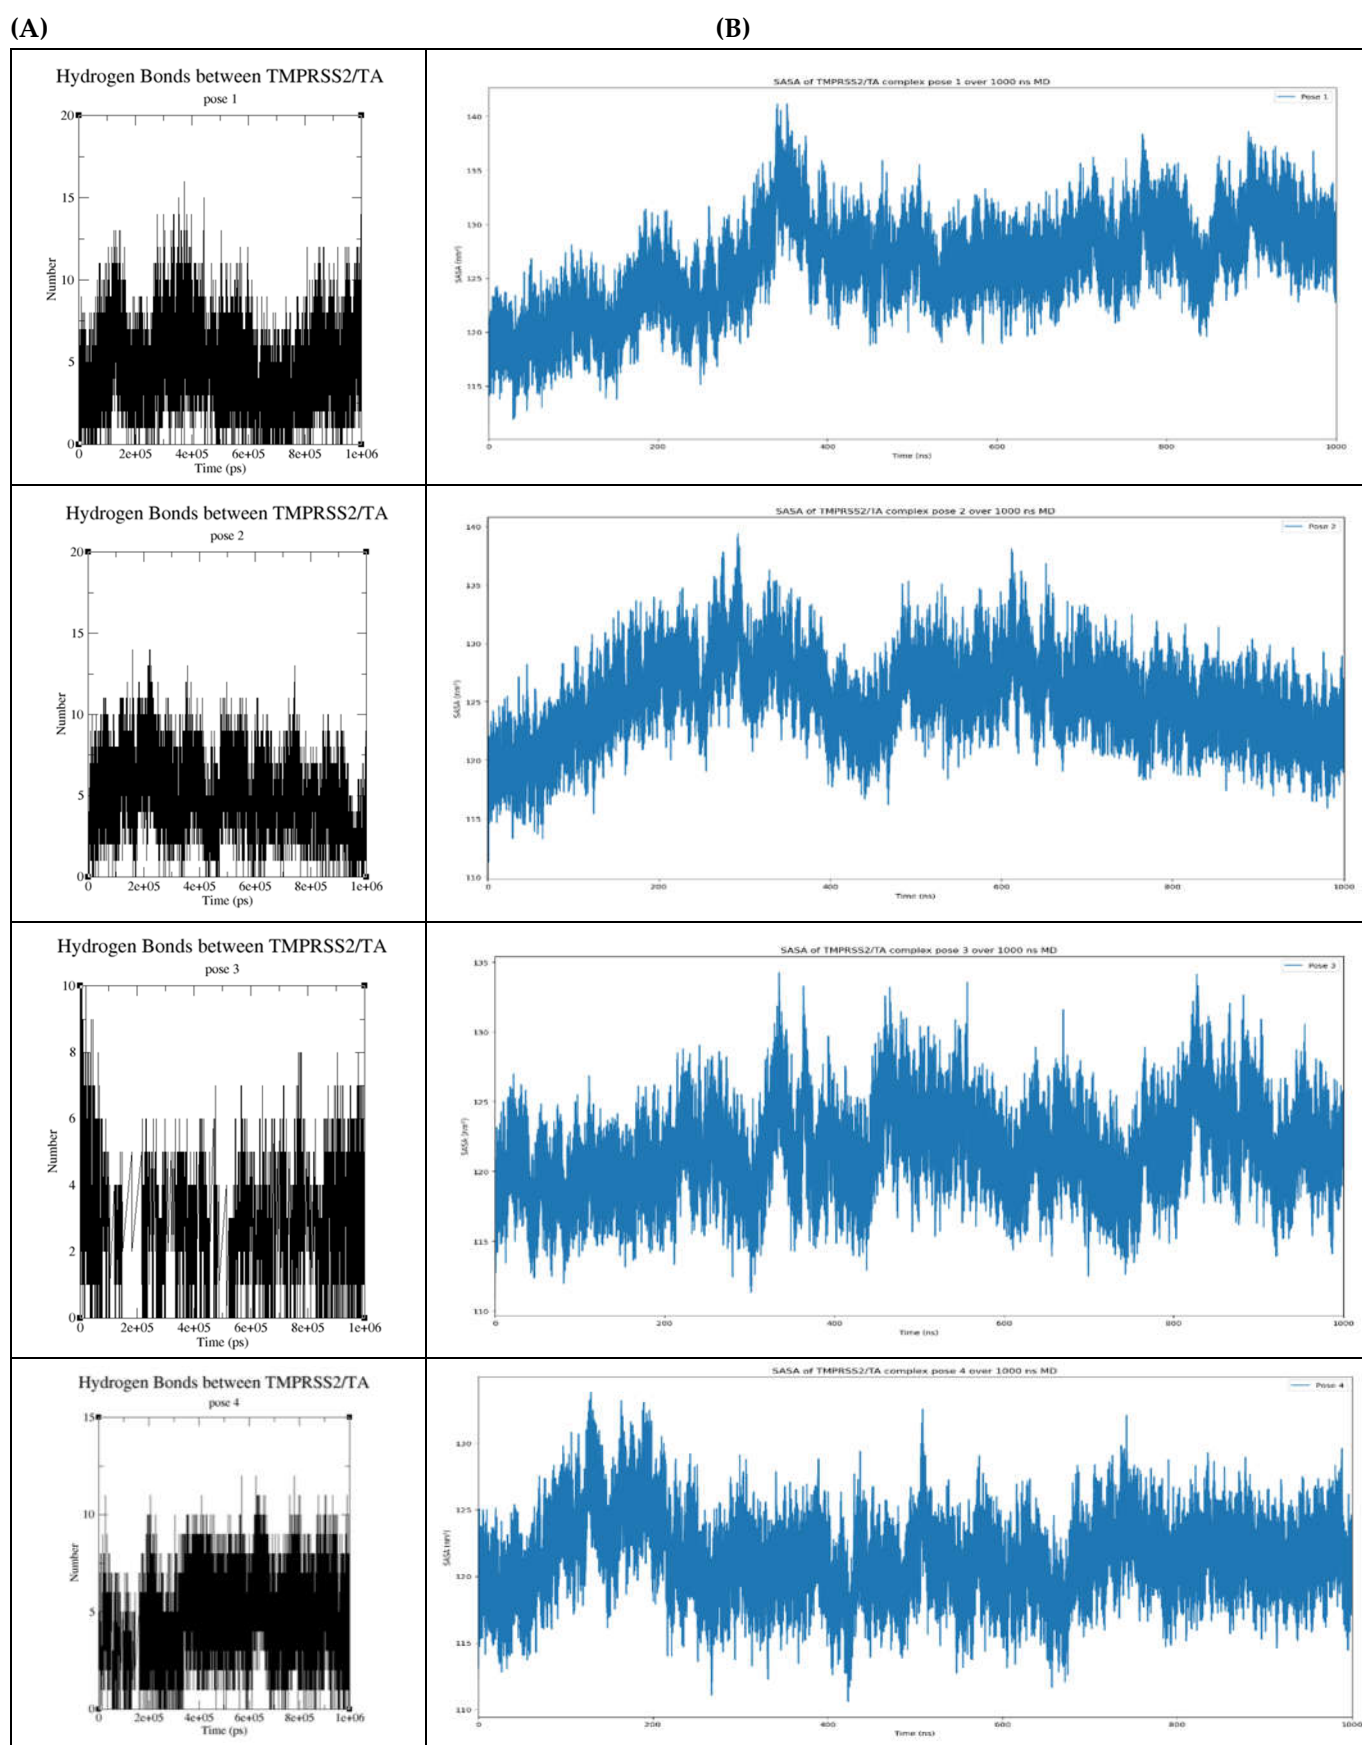 (A)
(B)
Hydrogen Bonds between TMPRSS2/TA
pose 1
20
15
10
5
0
Number
0 2e+05 4e+05 6e+05 8e+05 1e+06
Time (ps)
SASA of TMPRSS2/TA complex pose 1 over 1000 ns MD
Pose 1
140
135
130
125
120
115
SASA (nm²)
0 200 400 600 800 1000
Time (ns)
Hydrogen Bonds between TMPRSS2/TA
pose 2
20
15
10
5
0
Number
0 2e+05 4e+05 6e+05 8e+05 1e+06
Time (ps)
SASA of TMPRSS2/TA complex pose 2 over 1000 ns MD
Pose 2
140
135
130
125
120
115
110
SASA (nm²)
0 200 400 600 800 1000
Time (ns)
Hydrogen Bonds between TMPRSS2/TA
pose 3
10
8
6
4
2
0
Number
0 2e+05 4e+05 6e+05 8e+05 1e+06
Time (ps)
SASA of TMPRSS2/TA complex pose 3 over 1000 ns MD
Pose 3
135
130
125
120
115
110
SASA (nm²)
0 200 400 600 800 1000
Time (ns)
Hydrogen Bonds between TMPRSS2/TA
pose 4
15
10
5
0
Number
0 2e+05 4e+05 6e+05 8e+05 1e+06
Time (ps)
SASA of TMPRSS2/TA complex pose 4 over 1000 ns MD
Pose 4
130
125
120
115
110
SASA (nm²)
0 200 400 600 800 1000
Time (ns)